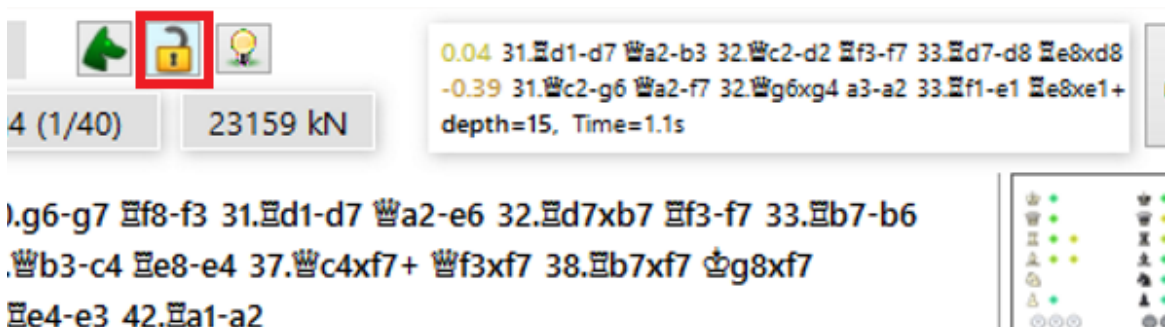 0.04 31.♖d1-d7 ♛a2-b3 32.♕c2-d2 ♖f3-f7 33.♖d7-d8 ♖e8xd8
-0.39 31.♕c2-g6 ♛a2-f7 32.♕g6xg4 a3-a2 33.♖f1-e1 ♖e8xe1+
depth=15, Time=1.1s
4 (1/40) 23159 kN
.g6-g7 ♖f8-f3 31.♖d1-d7 ♛a2-e6 32.♖d7xb7 ♖f3-f7 33.♖b7-b6
.♛b3-c4 ♖e8-e4 37.♛c4xf7+ ♛f3xf7 38.♖b7xf7 ♔g8xf7
♖e4-e3 42.♖a1-a2